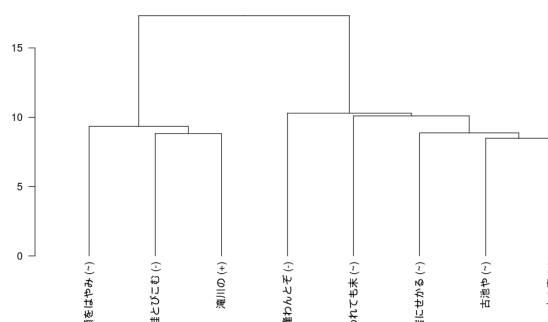 15
10
5
0
をはやみ (~)
とびこむ (-)
滝川の (+)
わんとぞ (-)
われても末 (~)
にせかる (~)
古池や (~)